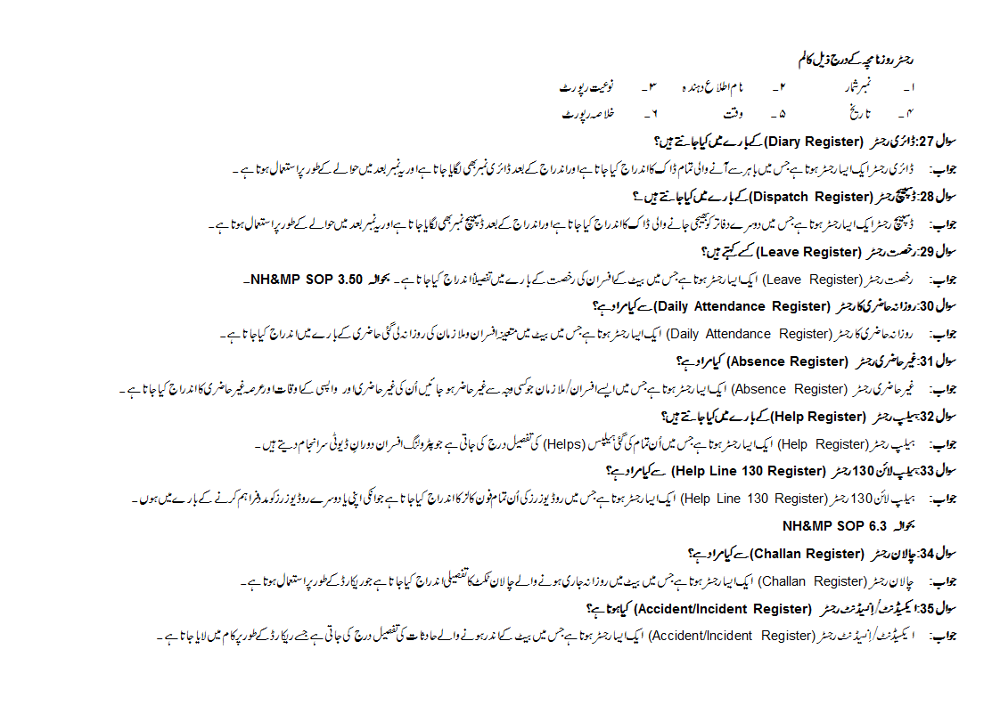 رجسٹر روزنامچہ کے درج ذیل کالم
۱۔ نمبر شمار ۲۔ نام اطلاع دہندہ ۳۔ نوعیت رپورٹ
۴۔ تاریخ ۵۔ وقت ۶۔ خلاصہ رپورٹ
سوال 27: ڈائری رجسٹر (Diary Register) کے بارے میں کیا جانتے ہیں؟
جواب: ڈائری رجسٹر ایک ایسا رجسٹر ہوتا ہے جس میں باہر سے آنے والی تمام ڈاک کا اندراج کیا جاتا ہے اور اندراج کے بعد ڈائری نمبر بھی لگایا جاتا ہے اور یہ نمبر بعد میں حوالے کے طور پر استعمال ہوتا ہے۔
سوال 28: ڈسپیچ رجسٹر (Dispatch Register) کے بارے میں کیا جانتے ہیں۔؟
جواب: ڈسپیچ رجسٹر ایک ایسا رجسٹر ہوتا ہے جس میں دوسرے دفاتر کو بھیجی جانے والی ڈاک کا اندراج کیا جاتا ہے اور اندراج کے بعد ڈسپیچ نمبر بھی لگایا جاتا ہے اور یہ نمبر بعد میں حوالے کے طور پر استعمال ہوتا ہے۔
سوال 29: رخصت رجسٹر (Leave Register) کسے کہتے ہیں؟
جواب: رخصت رجسٹر (Leave Register) ایک ایسا رجسٹر ہوتا ہے جس میں بیٹ کے افسران کی رخصت کے بارے میں تفصیلاً اندراج کیا جاتا ہے۔ بحوالہ NH&MP SOP 3.50۔
سوال 30: روزانہ حاضری کا رجسٹر (Daily Attendance Register) سے کیا مراد ہے؟
جواب: روزانہ حاضری کا رجسٹر (Daily Attendance Register) ایک ایسا رجسٹر ہوتا ہے جس میں بیٹ میں متعینہ افسران و ملازمان کی روزانہ لی گئی حاضری کے بارے میں اندراج کیا جاتا ہے۔
سوال 31: غیر حاضری رجسٹر (Absence Register) کیا مراد ہے؟
جواب: غیر حاضری رجسٹر (Absence Register) ایک ایسا رجسٹر ہوتا ہے جس میں ایسے افسران/ملازمان جو کسی وجہ سے غیر حاضر ہو جائیں اُن کی غیر حاضری اور واپسی کے اوقات اور عرصہ غیر حاضری کا اندراج کیا جاتا ہے۔
سوال 32: ہیلپ رجسٹر (Help Register) کے بارے میں کیا جانتے ہیں؟
جواب: ہیلپ رجسٹر (Help Register) ایک ایسا رجسٹر ہوتا ہے جس میں اُن تمام کی گئی ہیلپس (Helps) کی تفصیل درج کی جاتی ہے جو پٹرولنگ افسران دورانِ ڈیوٹی سرانجام دیتے ہیں۔
سوال 33: ہیلپ لائن 130 رجسٹر (Help Line 130 Register) سے کیا مراد ہے؟
جواب: ہیلپ لائن 130 رجسٹر (Help Line 130 Register) ایک ایسا رجسٹر ہوتا ہے جس میں روڈ یوزرز کی اُن تمام فون کالز کا اندراج کیا جاتا ہے جو انکی اپنی یا دوسرے روڈ یوزرز کو مدد فراہم کرنے کے بارے میں ہوں۔
بحوالہ NH&MP SOP 6.3
سوال 34: چالان رجسٹر (Challan Register) سے کیا مراد ہے؟
جواب: چالان رجسٹر (Challan Register) ایک ایسا رجسٹر ہوتا ہے جس میں بیٹ میں روزانہ جاری ہونے والے چالان ٹکٹ کا تفصیلی اندراج کیا جاتا ہے جو ریکارڈ کے طور پر استعمال ہوتا ہے۔
سوال 35: ایکسیڈنٹ/انسیڈنٹ رجسٹر (Accident/Incident Register) کیا ہوتا ہے؟
جواب: ایکسیڈنٹ/انسیڈنٹ رجسٹر (Accident/Incident Register) ایک ایسا رجسٹر ہوتا ہے جس میں بیٹ کے اندر ہونے والے حادثات کی تفصیل درج کی جاتی ہے جسے ریکارڈ کے طور پر کام میں لایا جاتا ہے۔